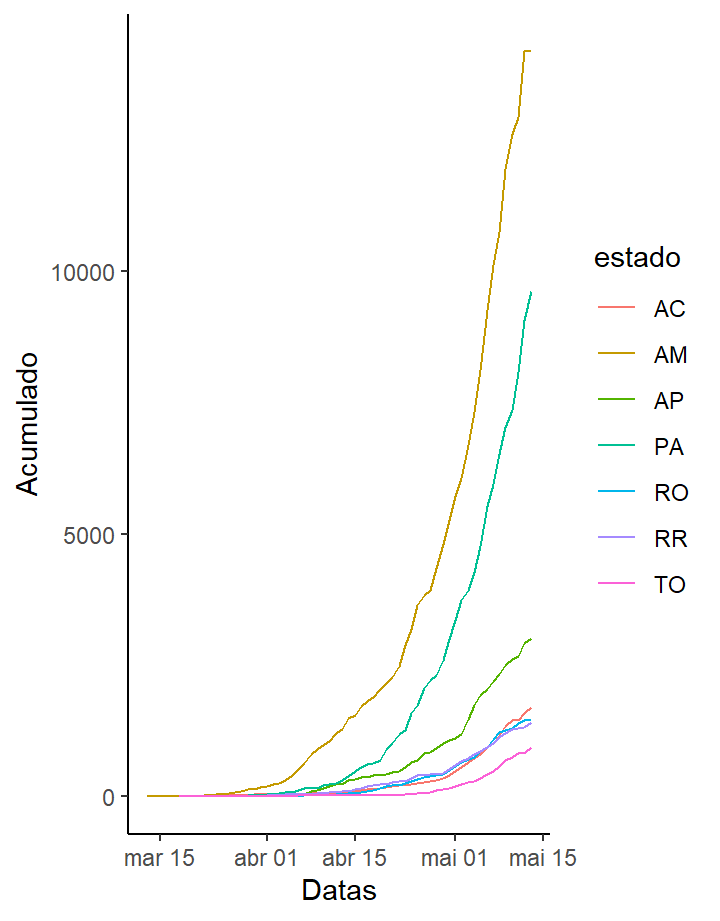 Acumulado
10000
5000
0
mar 15
abr 01
abr 15
mai 01
mai 15
Datas
estado
AC
AM
AP
PA
RO
RR
TO